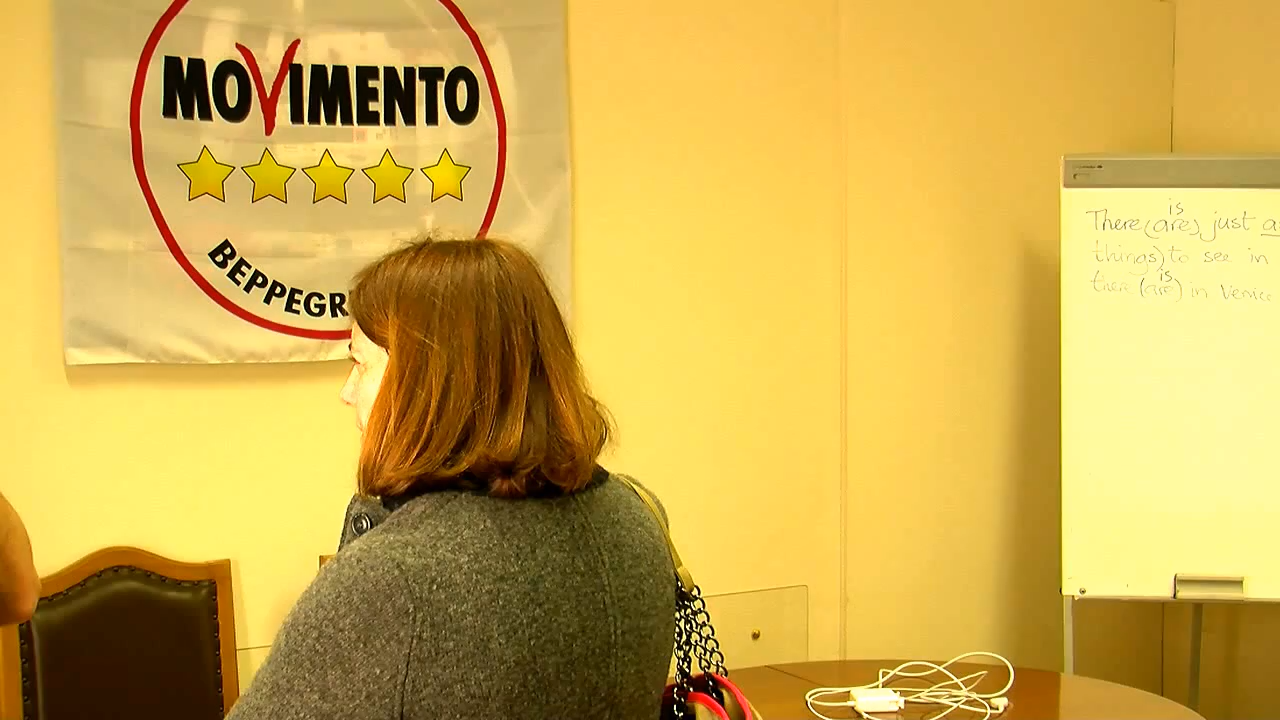 MOVIMENTO
BEPPEGR
is
There (are) just a
things) to see in
is
there (are) in Venice